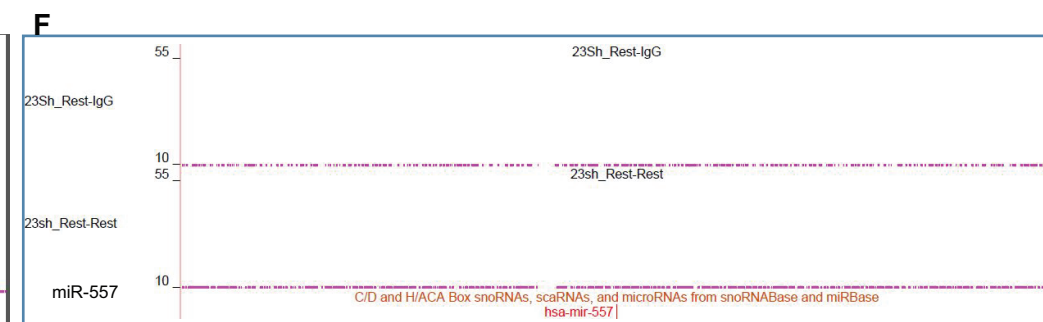 F
55
23Sh_Rest-IgG
23Sh_Rest-IgG
10
55
23sh_Rest-Rest
23sh_Rest-Rest
10
miR-557
C/D and H/ACA Box snoRNAs, scaRNAs, and microRNAs from snoRNABase and miRBase
hsa-mir-557